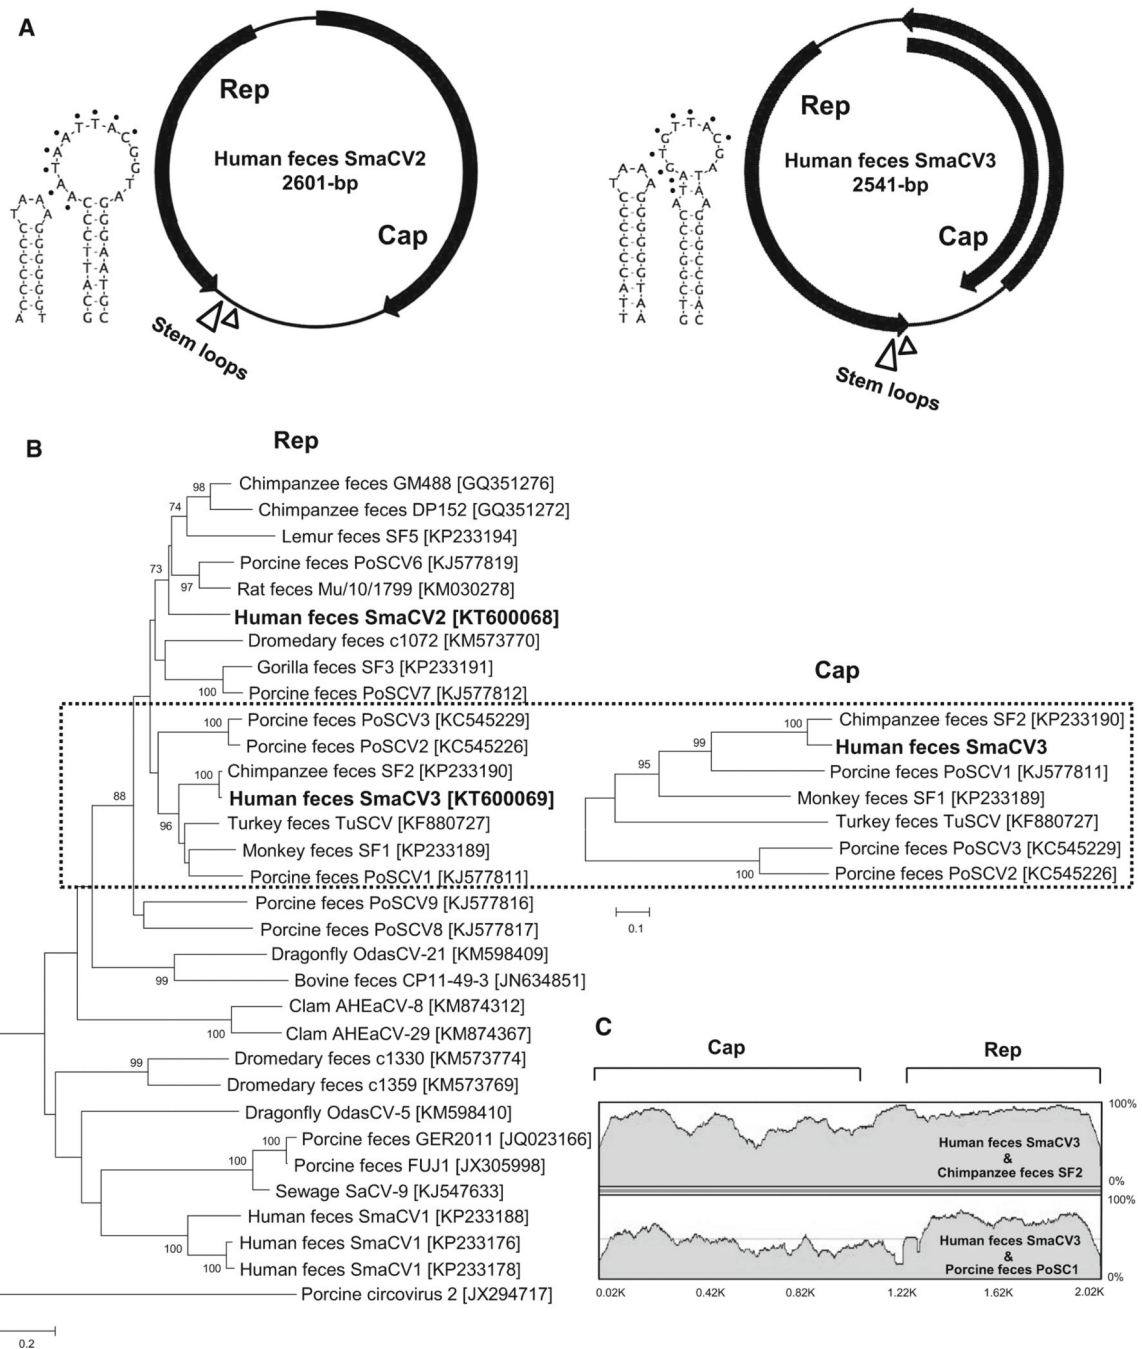 A
Rep
Human feces SmaCV2
2601-bp
Cap
Stem loops
Rep
Human feces SmaCV3
2541-bp
Cap
Stem loops
B
Rep
Chimpanzee feces GM488 [GQ351276]
Chimpanzee feces DP152 [GQ351272]
Lemur feces SF5 [KP233194]
Porcine feces PoSCV6 [KJ577819]
Rat feces Mu/10/1799 [KM030278]
Human feces SmaCV2 [KT600068]
Dromedary feces c1072 [KM573770]
Gorilla feces SF3 [KP233191]
Porcine feces PoSCV7 [KJ577812]
Porcine feces PoSCV3 [KC545229]
Porcine feces PoSCV2 [KC545226]
Chimpanzee feces SF2 [KP233190]
Human feces SmaCV3 [KT600069]
Turkey feces TuSCV [KF880727]
Monkey feces SF1 [KP233189]
Porcine feces PoSCV1 [KJ577811]
Porcine feces PoSCV9 [KJ577816]
Porcine feces PoSCV8 [KJ577817]
Dragonfly OdasCV-21 [KM598409]
Bovine feces CP11-49-3 [JN634851]
Clam AHEaCV-8 [KM874312]
Clam AHEaCV-29 [KM874367]
Dromedary feces c1330 [KM573774]
Dromedary feces c1359 [KM573769]
Dragonfly OdasCV-5 [KM598410]
Porcine feces GER2011 [JQ023166]
Porcine feces FUJ1 [JX305998]
Sewage SaCV-9 [KJ547633]
Human feces SmaCV1 [KP233188]
Human feces SmaCV1 [KP233176]
Human feces SmaCV1 [KP233178]
Porcine circovirus 2 [JX294717]
98
74
73
97
100
100
100
96
88
99
100
99
100
100
100
100
0.2
Cap
Chimpanzee feces SF2 [KP233190]
Human feces SmaCV3
Porcine feces PoSCV1 [KJ577811]
Monkey feces SF1 [KP233189]
Turkey feces TuSCV [KF880727]
Porcine feces PoSCV3 [KC545229]
Porcine feces PoSCV2 [KC545226]
100
99
95
100
0.1
C
Cap
Rep
100%
Human feces SmaCV3
&
Chimpanzee feces SF2
0%
100%
Human feces SmaCV3
&
Porcine feces PoSC1
0%
0.02K 0.42K 0.82K 1.22K 1.62K 2.02K